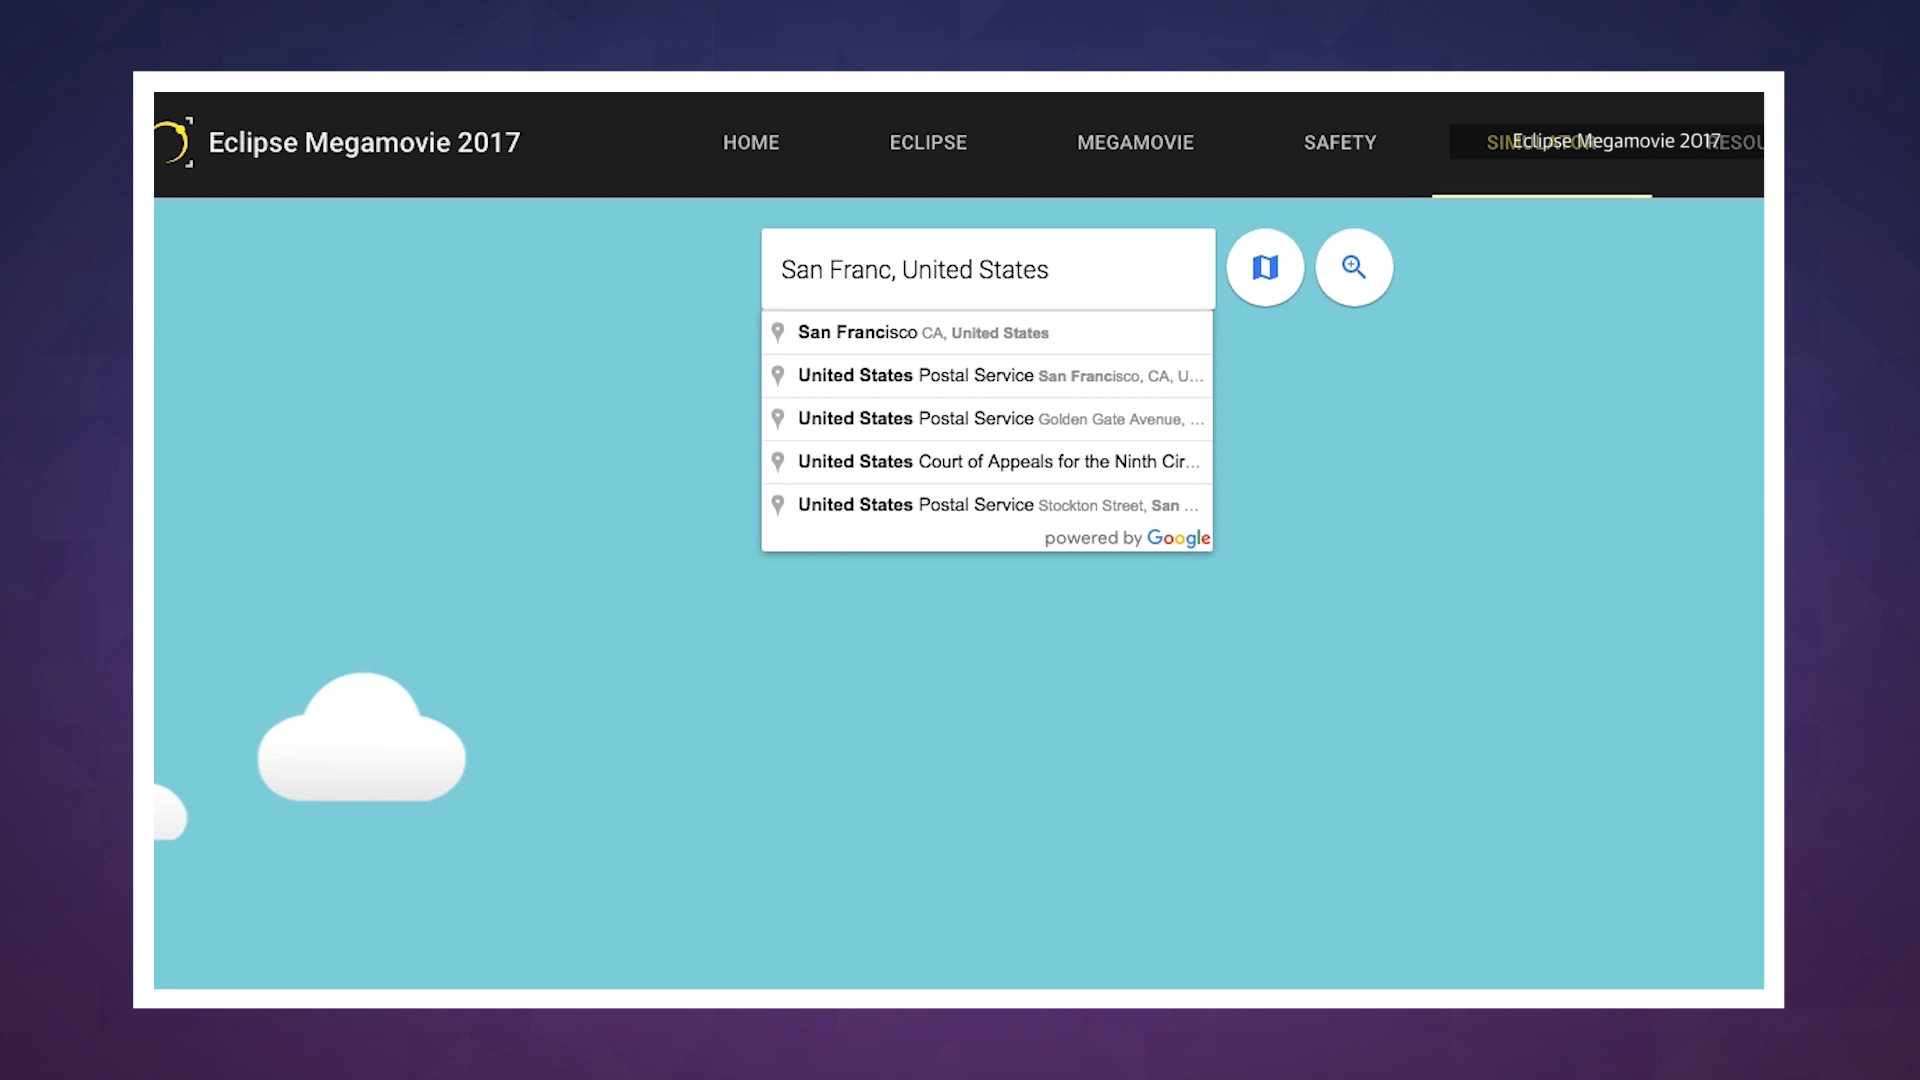 Eclipse Megamovie 2017
HOME
ECLIPSE
MEGAMOVIE
SAFETY
SIMULATOR
Eclipse Megamovie 2017
RESOU
San Franc, United States
San Francisco CA, United States
United States Postal Service San Francisco, CA, U...
United States Postal Service Golden Gate Avenue, ...
United States Court of Appeals for the Ninth Cir...
United States Postal Service Stockton Street, San ...
powered by Google